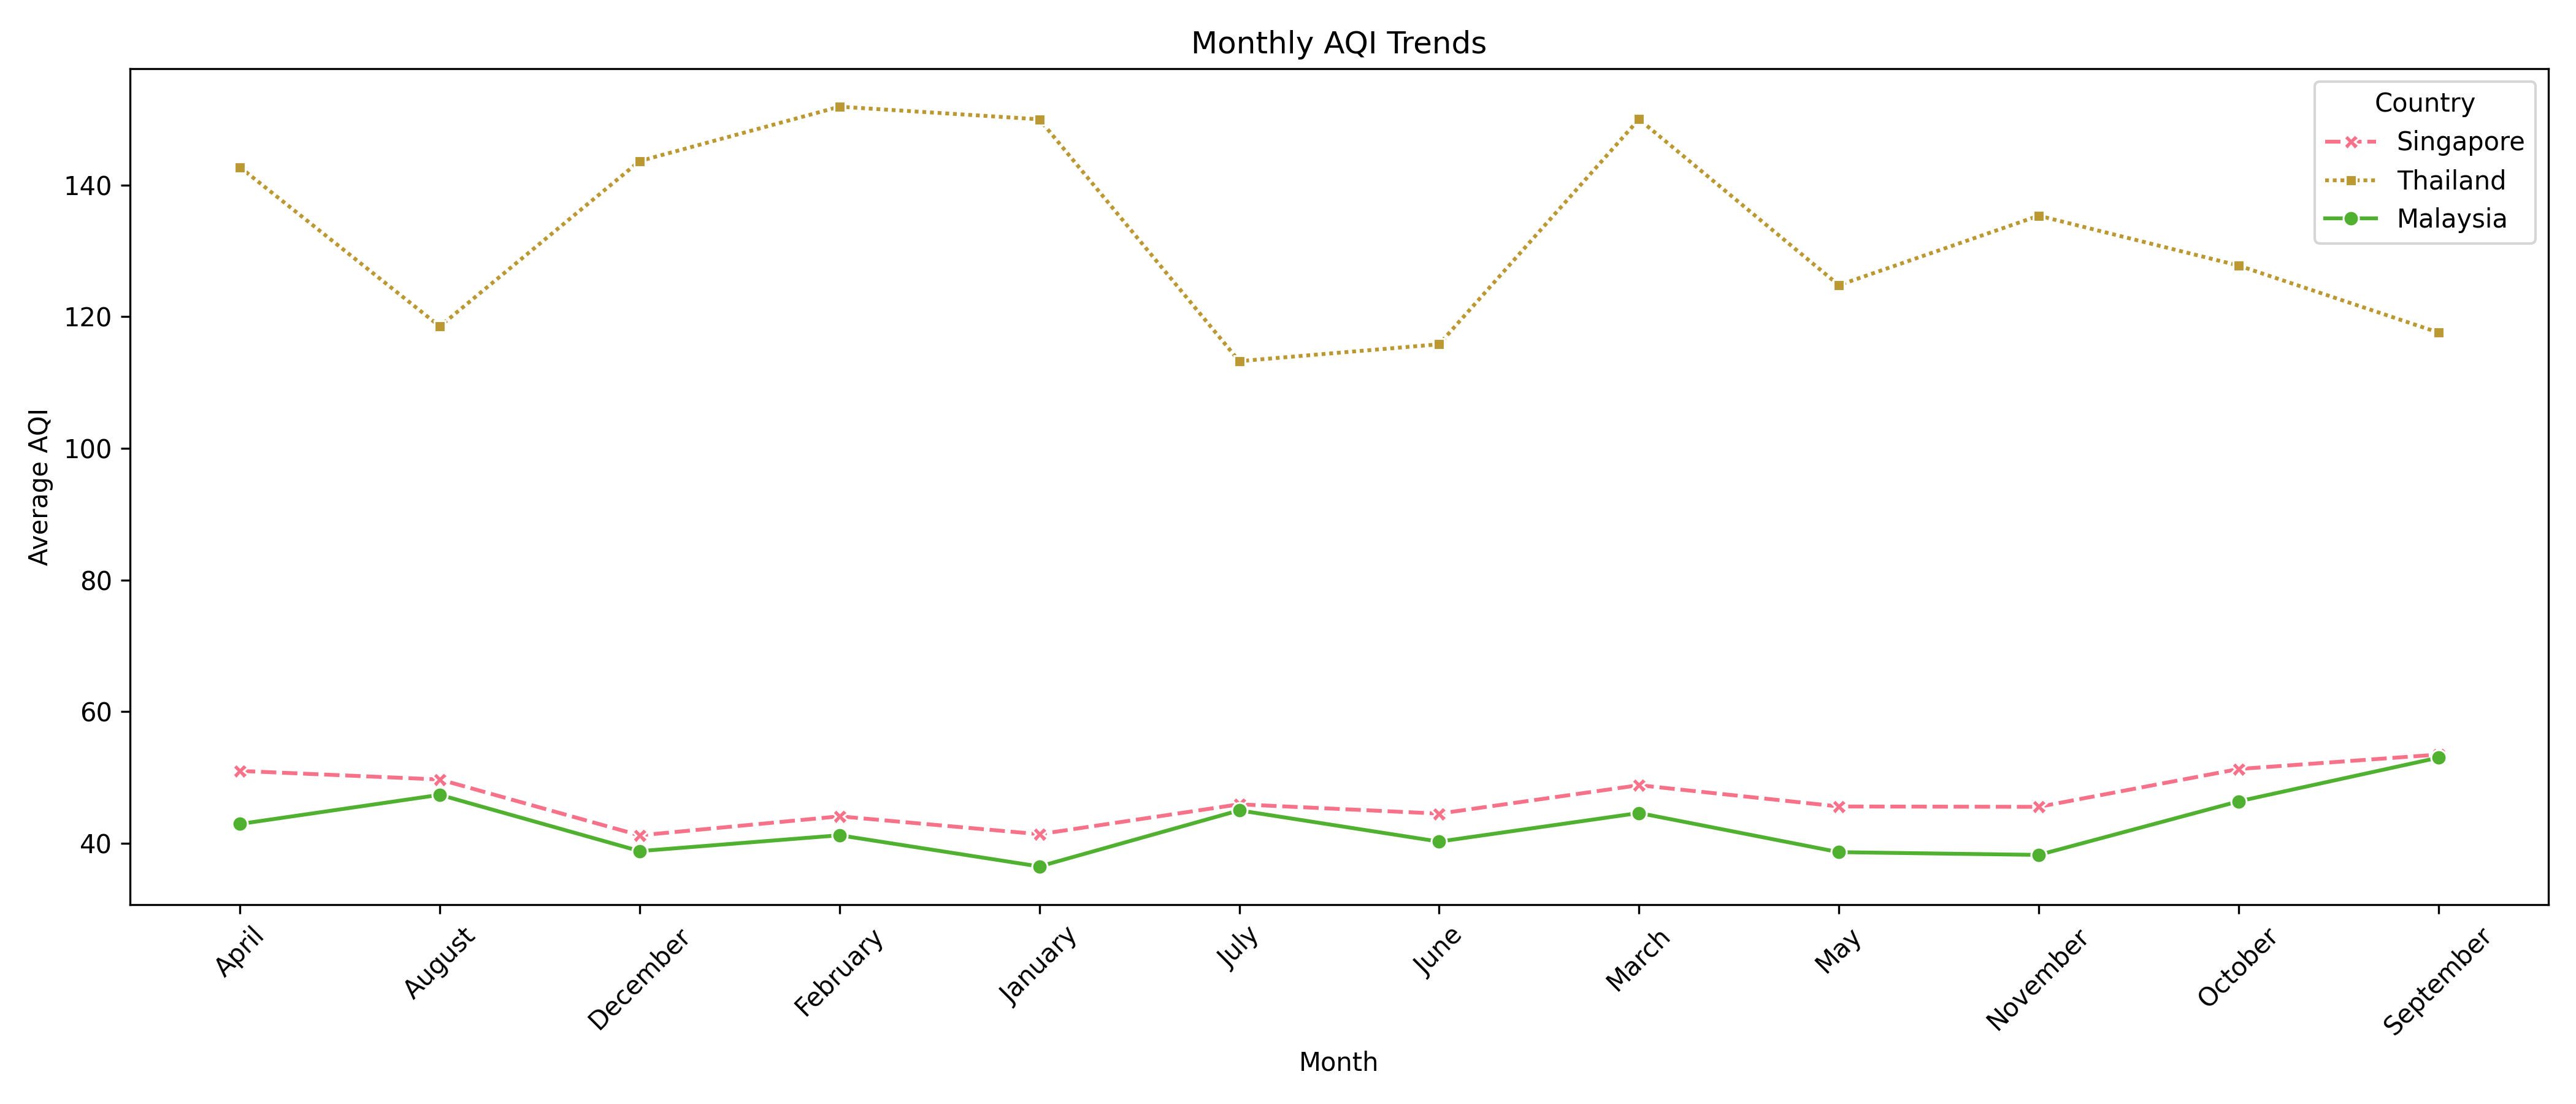 Monthly AQI Trends
Country
Singapore
Thailand
Malaysia
Average AQI
140
120
100
80
60
40
April
August
December
February
January
July
June
March
May
November
October
September
Month